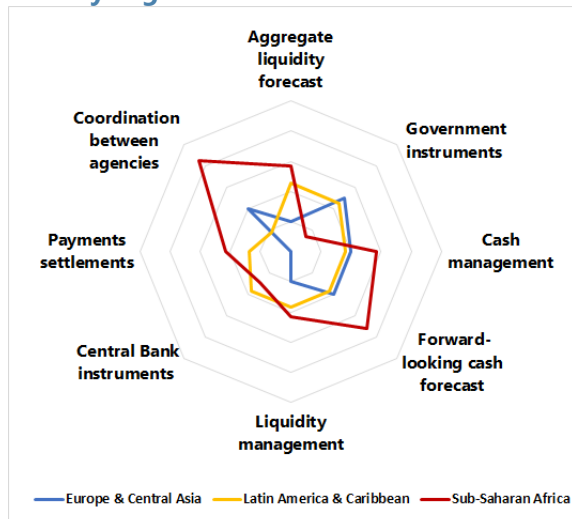 Aggregate
liquidity
forecast
Coordination
between
agencies
Government
instruments
Payments
settlements
Cash
management
Central Bank
instruments
Forward-
looking cash
forecast
Liquidity
management
Europe & Central Asia
Latin America & Caribbean
Sub-Saharan Africa